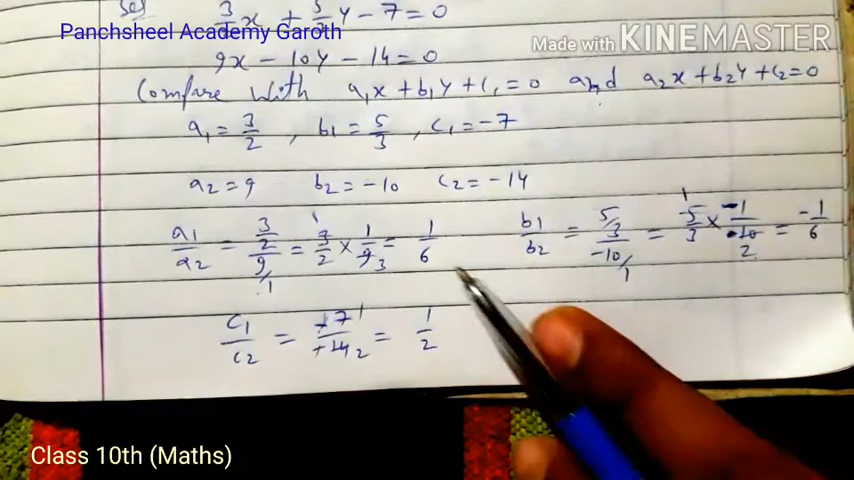 Sol 3/2 x + 5/3 y - 7 = 0
Panchsheel Academy Garoth
Made with KINEMASTER
9x - 10y - 14 = 0
Compare with a₁x + b₁y + c₁ = 0 and a₂x + b₂y + c₂ = 0
a₁ = 3/2 , b₁ = 5/3 , c₁ = -7
a₂ = 9 b₂ = -10 c₂ = -14
a₁/a₂ = (3/2)/(9/1) = 3/2 × 1/9 = 1/6 b₁/b₂ = (5/3)/(-10/1) = 5/3 × -1/10 = -1/6
c₁/c₂ = -7/-14 = 1/2
Class 10th (Maths)